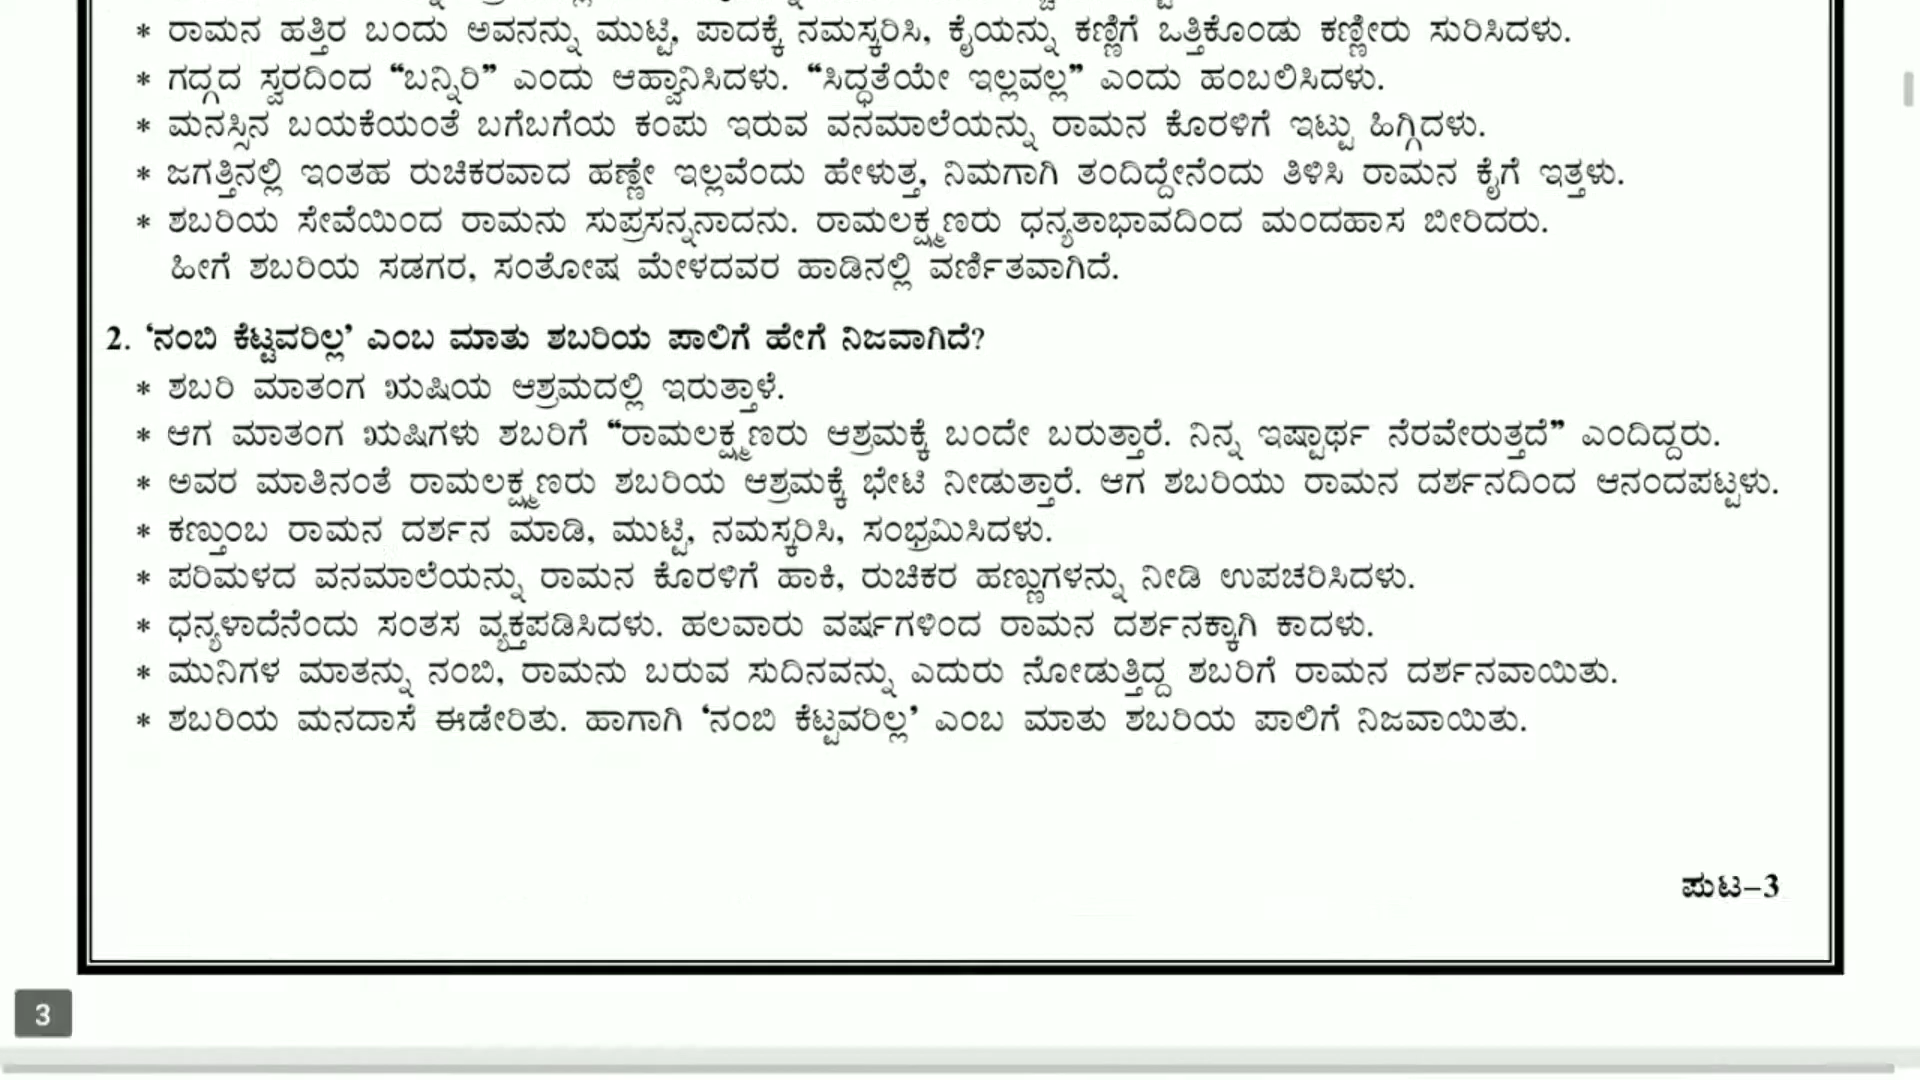 * ರಾಮನ ಹತ್ತಿರ ಬಂದು ಅವನನ್ನು ಮುಟ್ಟಿ, ಪಾದಕ್ಕೆ ನಮಸ್ಕರಿಸಿ, ಕೈಯನ್ನು ಕಣ್ಣಿಗೆ ಒತ್ತಿಕೊಂಡು ಕಣ್ಣೀರು ಸುರಿಸಿದಳು.
* ಗದ್ಗದ ಸ್ವರದಿಂದ “ಬನ್ನಿರಿ” ಎಂದು ಆಹ್ವಾನಿಸಿದಳು. “ಸಿದ್ಧತೆಯೇ ಇಲ್ಲವಲ್ಲ” ಎಂದು ಹಂಬಲಿಸಿದಳು.
* ಮನಸ್ಸಿನ ಬಯಕೆಯಂತೆ ಬಗೆಬಗೆಯ ಕಂಪು ಇರುವ ವನಮಾಲೆಯನ್ನು ರಾಮನ ಕೊರಳಿಗೆ ಇಟ್ಟು ಹಿಗ್ಗಿದಳು.
* ಜಗತ್ತಿನಲ್ಲಿ ಇಂತಹ ರುಚಿಕರವಾದ ಹಣ್ಣೇ ಇಲ್ಲವೆಂದು ಹೇಳುತ್ತ, ನಿಮಗಾಗಿ ತಂದಿದ್ದೇನೆಂದು ತಿಳಿಸಿ ರಾಮನ ಕೈಗೆ ಇತ್ತಳು.
* ಶಬರಿಯ ಸೇವೆಯಿಂದ ರಾಮನು ಸುಪ್ರಸನ್ನನಾದನು. ರಾಮಲಕ್ಷ್ಮಣರು ಧನ್ಯತಾಭಾವದಿಂದ ಮಂದಹಾಸ ಬೀರಿದರು.
ಹೀಗೆ ಶಬರಿಯ ಸಡಗರ, ಸಂತೋಷ ಮೇಳದವರ ಹಾಡಿನಲ್ಲಿ ವರ್ಣಿತವಾಗಿದೆ.
2. ‘ನಂಬಿ ಕೆಟ್ಟವರಿಲ್ಲ’ ಎಂಬ ಮಾತು ಶಬರಿಯ ಪಾಲಿಗೆ ಹೇಗೆ ನಿಜವಾಗಿದೆ?
* ಶಬರಿ ಮಾತಂಗ ಋಷಿಯ ಆಶ್ರಮದಲ್ಲಿ ಇರುತ್ತಾಳೆ.
* ಆಗ ಮಾತಂಗ ಋಷಿಗಳು ಶಬರಿಗೆ “ರಾಮಲಕ್ಷ್ಮಣರು ಆಶ್ರಮಕ್ಕೆ ಬಂದೇ ಬರುತ್ತಾರೆ. ನಿನ್ನ ಇಷ್ಟಾರ್ಥ ನೆರವೇರುತ್ತದೆ” ಎಂದಿದ್ದರು.
* ಅವರ ಮಾತಿನಂತೆ ರಾಮಲಕ್ಷ್ಮಣರು ಶಬರಿಯ ಆಶ್ರಮಕ್ಕೆ ಭೇಟಿ ನೀಡುತ್ತಾರೆ. ಆಗ ಶಬರಿಯು ರಾಮನ ದರ್ಶನದಿಂದ ಆನಂದಪಟ್ಟಳು.
* ಕಣ್ತುಂಬ ರಾಮನ ದರ್ಶನ ಮಾಡಿ, ಮುಟ್ಟಿ, ನಮಸ್ಕರಿಸಿ, ಸಂಭ್ರಮಿಸಿದಳು.
* ಪರಿಮಳದ ವನಮಾಲೆಯನ್ನು ರಾಮನ ಕೊರಳಿಗೆ ಹಾಕಿ, ರುಚಿಕರ ಹಣ್ಣುಗಳನ್ನು ನೀಡಿ ಉಪಚರಿಸಿದಳು.
* ಧನ್ಯಳಾದೆನೆಂದು ಸಂತಸ ವ್ಯಕ್ತಪಡಿಸಿದಳು. ಹಲವಾರು ವರ್ಷಗಳಿಂದ ರಾಮನ ದರ್ಶನಕ್ಕಾಗಿ ಕಾದಳು.
* ಮುನಿಗಳ ಮಾತನ್ನು ನಂಬಿ, ರಾಮನು ಬರುವ ಸುದಿನವನ್ನು ಎದುರು ನೋಡುತ್ತಿದ್ದ ಶಬರಿಗೆ ರಾಮನ ದರ್ಶನವಾಯಿತು.
* ಶಬರಿಯ ಮನದಾಸೆ ಈಡೇರಿತು. ಹಾಗಾಗಿ ‘ನಂಬಿ ಕೆಟ್ಟವರಿಲ್ಲ’ ಎಂಬ ಮಾತು ಶಬರಿಯ ಪಾಲಿಗೆ ನಿಜವಾಯಿತು.
ಪುಟ–3
3